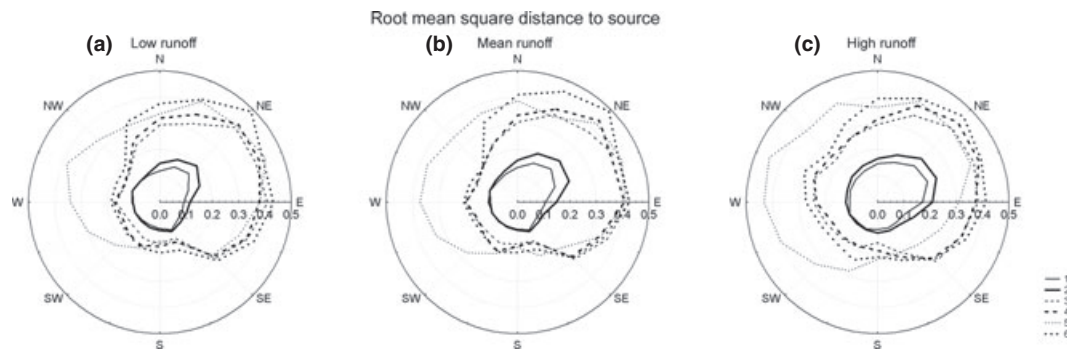 Root mean square distance to source
(a) Low runoff
N
NW NE
W E
0.0 0.1 0.2 0.3 0.4 0.5
SW SE
S
(b) Mean runoff
N
NW NE
W E
0.0 0.1 0.2 0.3 0.4 0.5
SW SE
S
(c) High runoff
N
NW NE
W E
0.0 0.1 0.2 0.3 0.4 0.5
SW SE
S